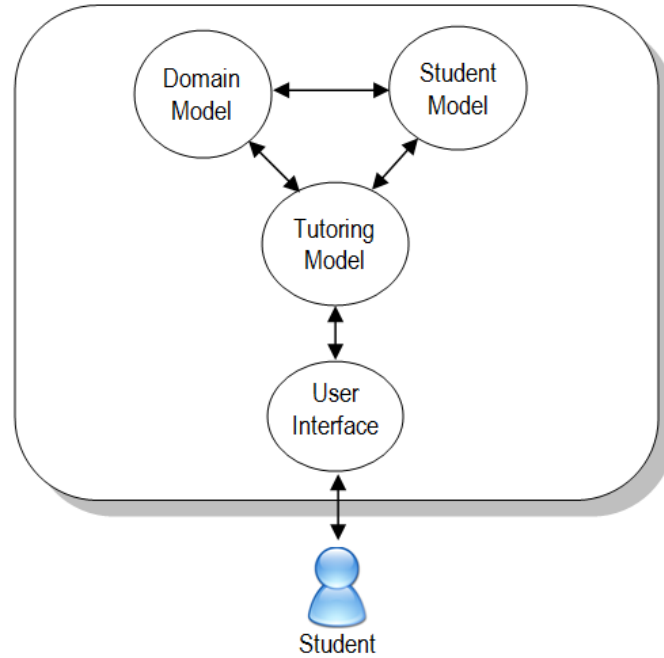 Domain
Model
Student
Model
Tutoring
Model
User
Interface
Student